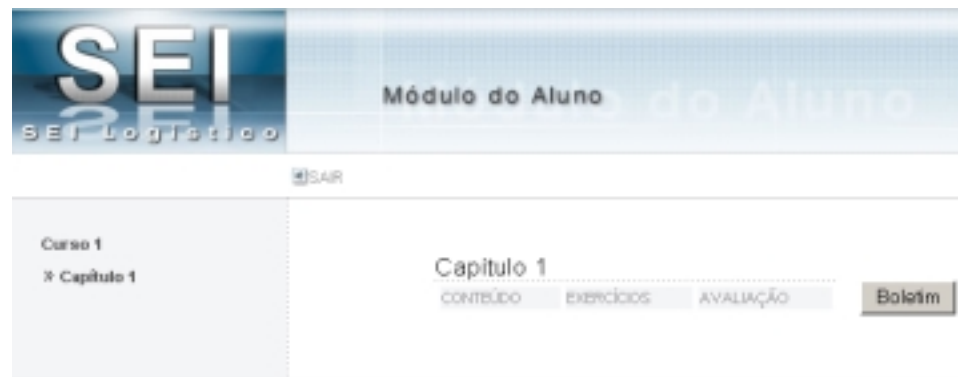 SEI
SEI Logístico
Módulo do Aluno
Módulo do Aluno
SAIR
Curso 1
» Capítulo 1
Capítulo 1
CONTEÚDO EXERCÍCIOS AVALIAÇÃO Boletim